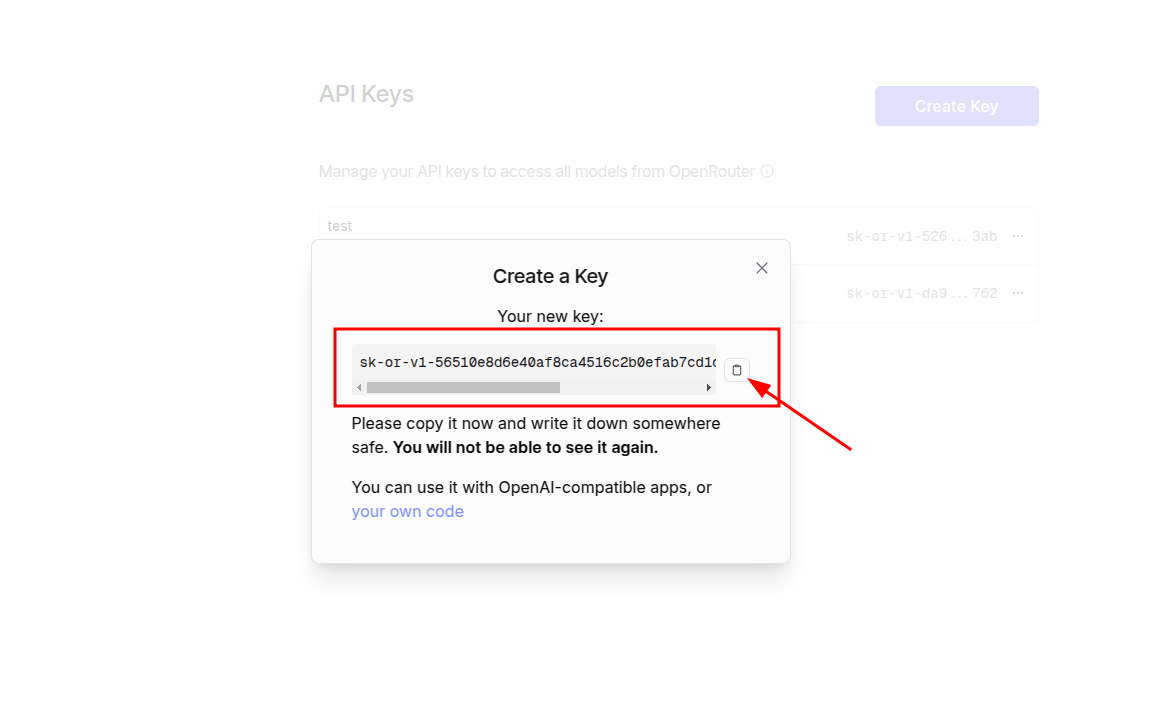 API Keys
Create Key
Manage your API keys to access all models from OpenRouter
test
sk-or-v1-526...3ab
Create a Key
sk-or-v1-da9...762
Your new key:
sk-or-v1-56510e8d6e40af8ca4516c2b0efab7cd1
Please copy it now and write it down somewhere
safe. You will not be able to see it again.
You can use it with OpenAI-compatible apps, or
your own code